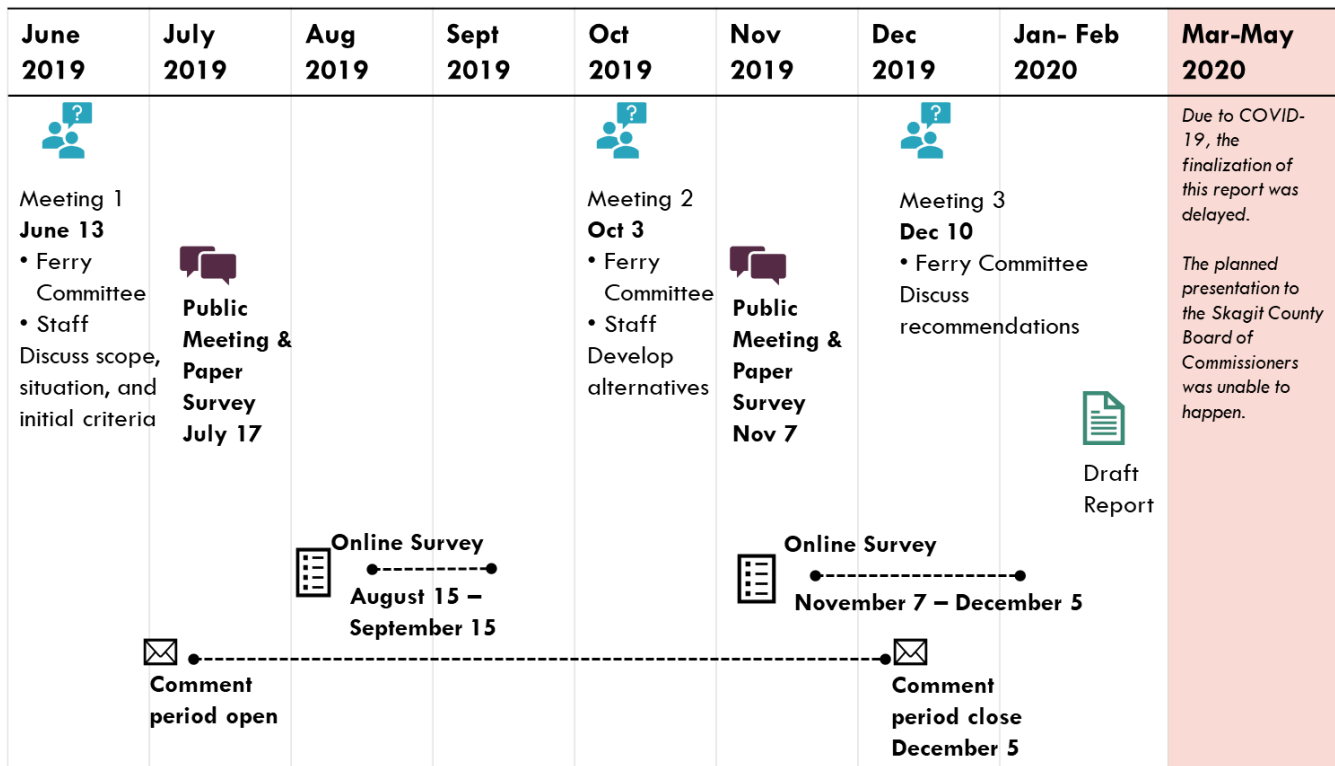 June
2019
July
2019
Aug
2019
Sept
2019
Oct
2019
Nov
2019
Dec
2019
Jan- Feb
2020
Mar-May
2020
?
Meeting 1
June 13
• Ferry
Committee
• Staff
Discuss scope,
situation, and
initial criteria
Public
Meeting &
Paper
Survey
July 17
?
Meeting 2
Oct 3
• Ferry
Committee
• Staff
Develop
alternatives
Public
Meeting &
Paper
Survey
Nov 7
?
Meeting 3
Dec 10
• Ferry Committee
Discuss
recommendations
Draft
Report
Due to COVID-
19, the
finalization of
this report was
delayed.
The planned
presentation to
the Skagit County
Board of
Commissioners
was unable to
happen.
Online Survey
August 15 –
September 15
Online Survey
November 7 – December 5
Comment
period open
Comment
period close
December 5